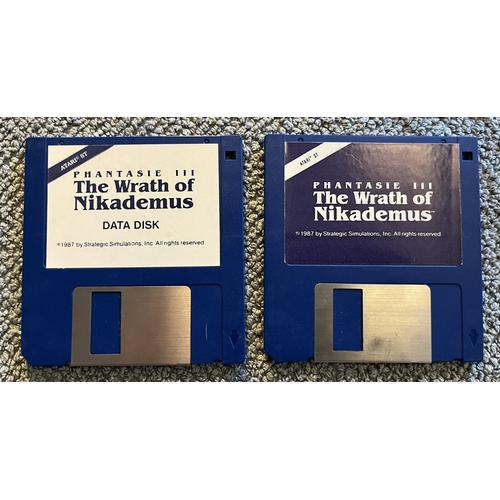 ATARI® ST
PHANTASIE III
The Wrath of
Nikademus
DATA DISK
©1987 by Strategic Simulations, Inc. All rights reserved.
ATARI® ST
PHANTASIE III
The Wrath of
Nikademus™
©1987 by Strategic Simulations, Inc. All rights reserved.